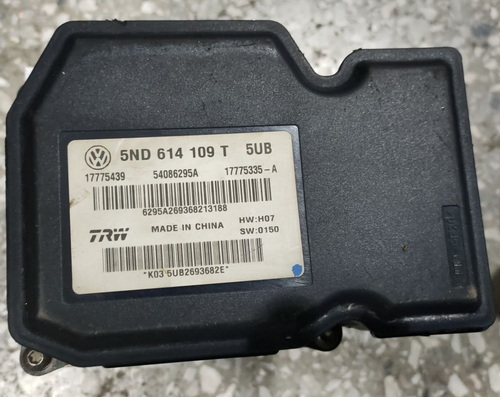 5ND 614 109 T 5UB
17775439 54086295A 17775335-A
6295A269368213188
TRW MADE IN CHINA HW:H07
SW:0150
*K03 5UB2693682E*